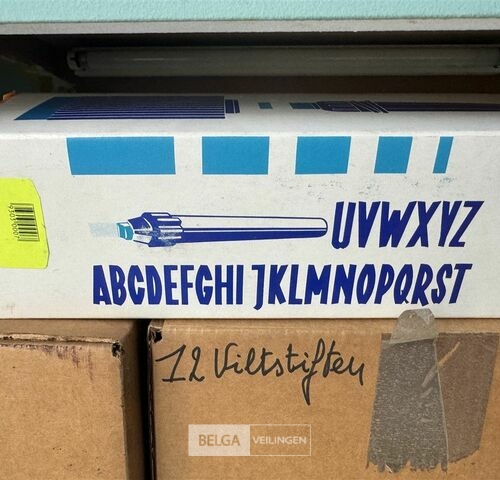 UVWXYZ
ABCDEFGHI JKLMNOPQRST
12 Viltstiften
BELGA VEILINGEN